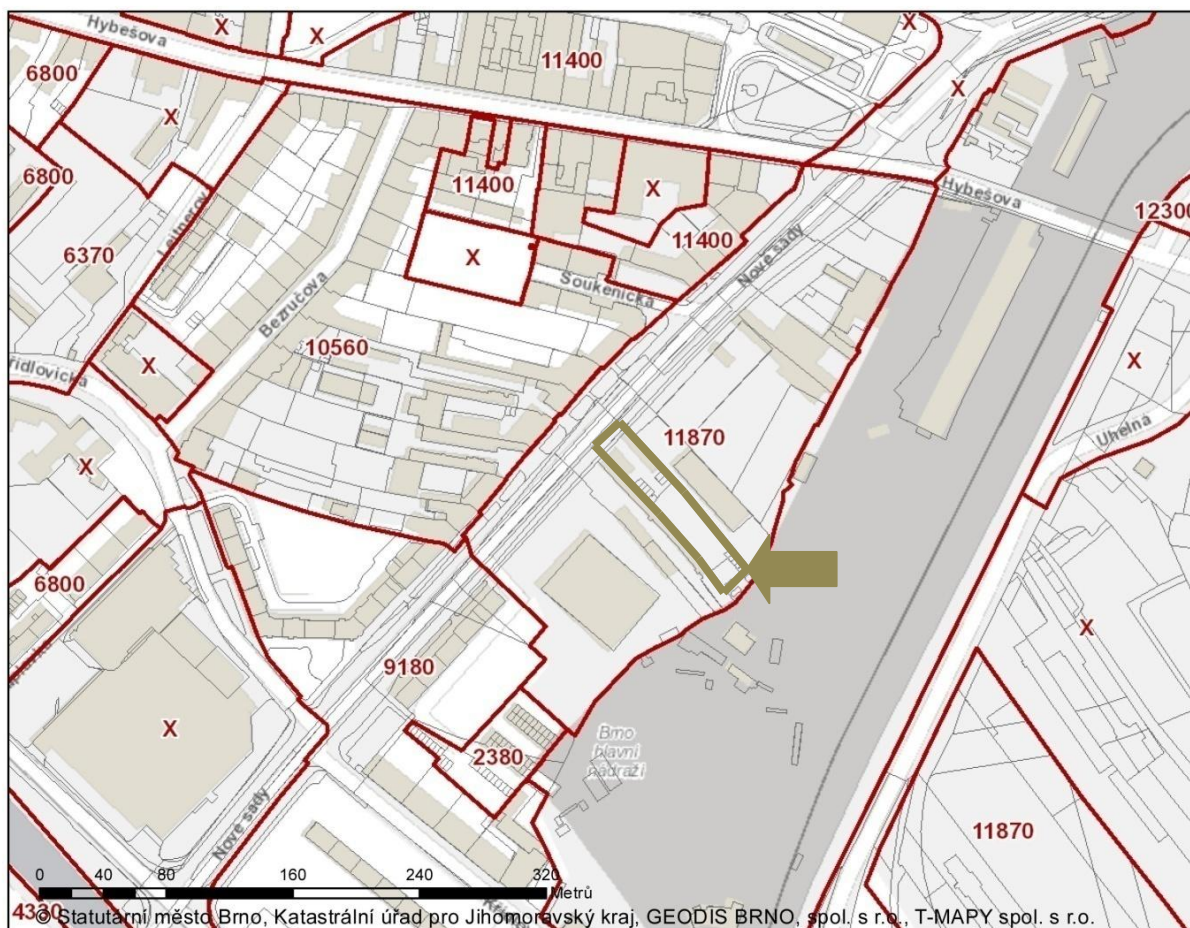 Hybešova
X
X
X
6800
11400
X
X
6800
11400
X
Hybešova
12300
6370
Bezručova
11400
Nové sady
X
Soukenická
10560
X
X
11870
Uhelná
X
6800
X
9180
2380
Brno
hlavní
nádraží
X
11870
Nové sady
0 40 80 160 240 320
Metrů
4330
© Statutární město Brno, Katastrální úřad pro Jihomoravský kraj, GEODIS BRNO, spol. s r.o., T-MAPY spol. s r.o.